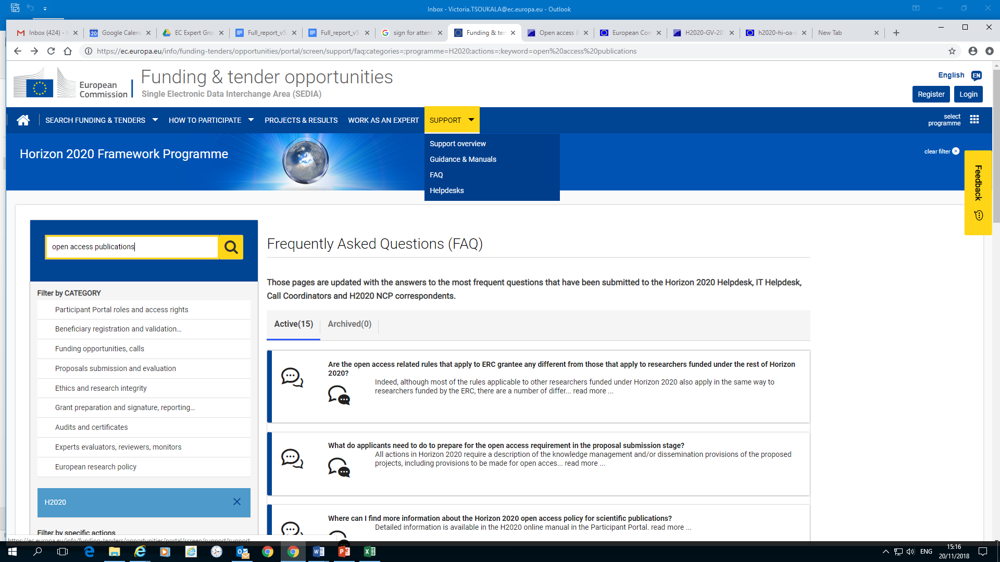 Inbox - Victoria.TSOUKALA@ec.europa.eu - Outlook
Inbox (424) - t
20 Google Calend
EC Expert Gro
Full_report_v5
Full_report_v5.
sign for attent
Funding & ten
Open access &
European Com
H2020-GV-201
h2020-hi-oa-d
New Tab
https://ec.europa.eu/info/funding-tenders/opportunities/portal/screen/support/faq;categories=;programme=H2020;actions=;keyword=open%20access%20publications
European
Commission
Funding & tender opportunities
Single Electronic Data Interchange Area (SEDIA)
English EN
Register Login
SEARCH FUNDING & TENDERS HOW TO PARTICIPATE PROJECTS & RESULTS WORK AS AN EXPERT SUPPORT
select
programme
Support overview
Guidance & Manuals
FAQ
Helpdesks
Horizon 2020 Framework Programme
clear filter
Feedback
open access publications
Filter by CATEGORY
Participant Portal roles and access rights
Beneficiary registration and validation...
Funding opportunities, calls
Proposals submission and evaluation
Ethics and research integrity
Grant preparation and signature, reporting...
Audits and certificates
Experts evaluators, reviewers, monitors
European research policy
H2020
Filter by specific actions
Frequently Asked Questions (FAQ)
Those pages are updated with the answers to the most frequent questions that have been submitted to the Horizon 2020 Helpdesk, IT Helpdesk,
Call Coordinators and H2020 NCP correspondents.
Active(15) Archived(0)
Are the open access related rules that apply to ERC grantee any different from those that apply to researchers funded under the rest of Horizon
2020?
Indeed, although most of the rules applicable to other researchers funded under Horizon 2020 also apply in the same way to
researchers funded by the ERC, there are a number of differ... read more ...
What do applicants need to do to prepare for the open access requirement in the proposal submission stage?
All actions in Horizon 2020 require a description of the knowledge management and/or dissemination provisions of the proposed
projects, including provisions to be made for open acces... read more ...
Where can I find more information about the Horizon 2020 open access policy for scientific publications?
Detailed information is available in the H2020 online manual in the Participant Portal. read more ...
https://ec.europa.eu/info/funding-tenders/opportunities/portal/screen/support/support
ENG
15:16
20/11/2018